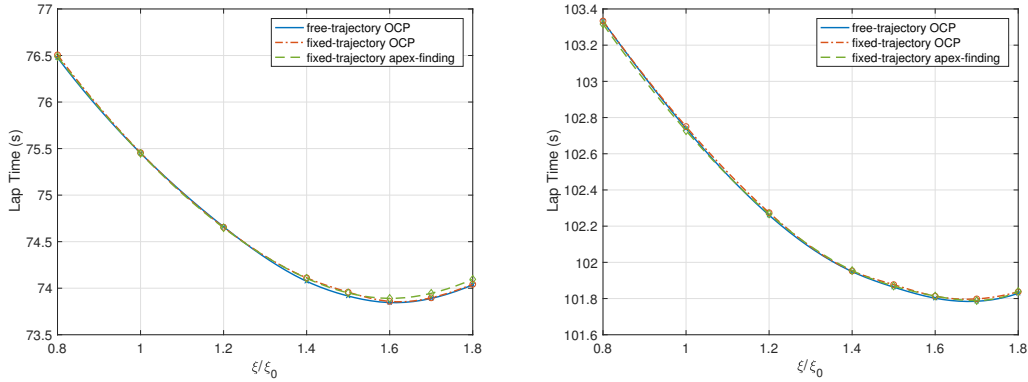 77
76.5
76
75.5
75
74.5
74
73.5
Lap Time (s)
0.8 1 1.2 1.4 1.6 1.8
ξ/ξ0
free-trajectory OCP
fixed-trajectory OCP
fixed-trajectory apex-finding
103.4
103.2
103
102.8
102.6
102.4
102.2
102
101.8
101.6
Lap Time (s)
0.8 1 1.2 1.4 1.6 1.8
ξ/ξ0
free-trajectory OCP
fixed-trajectory OCP
fixed-trajectory apex-finding